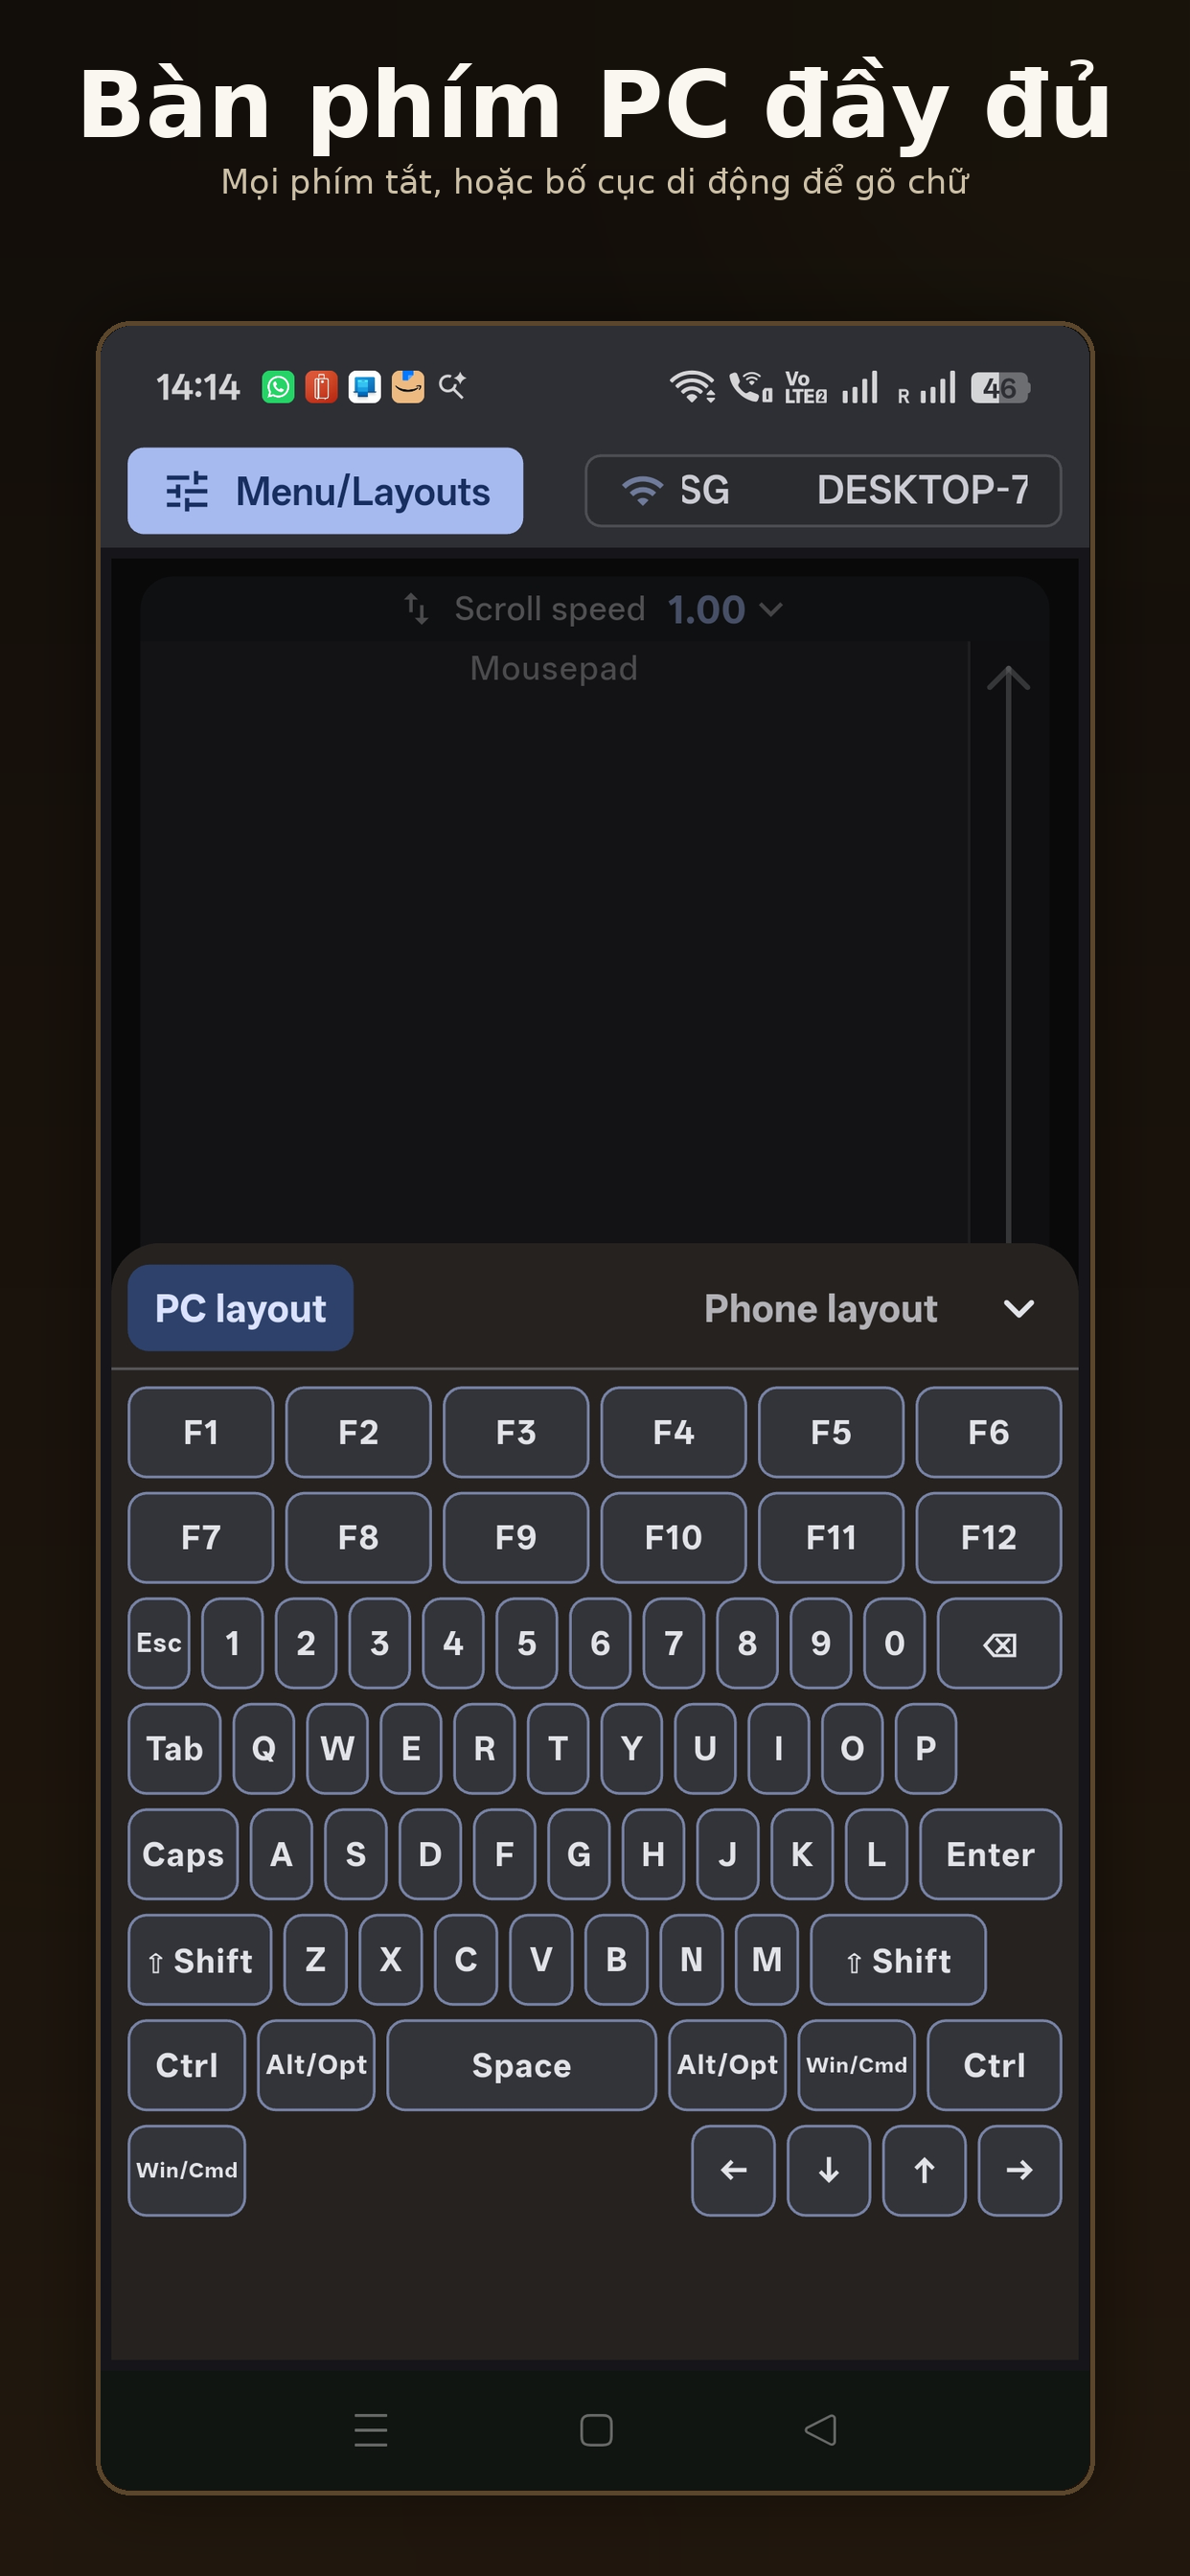 Bàn phím PC đầy đủ
Mọi phím tắt, hoặc bố cục di động để gõ chữ
14:14 Vo LTE2 R 46
Menu/Layouts SG DESKTOP-7
Scroll speed 1.00
Mousepad
PC layout Phone layout
F1 F2 F3 F4 F5 F6
F7 F8 F9 F10 F11 F12
Esc 1 2 3 4 5 6 7 8 9 0
Tab Q W E R T Y U I O P
Caps A S D F G H J K L Enter
⇧ Shift Z X C V B N M ⇧ Shift
Ctrl Alt/Opt Space Alt/Opt Win/Cmd Ctrl
Win/Cmd ← ↓ ↑ →